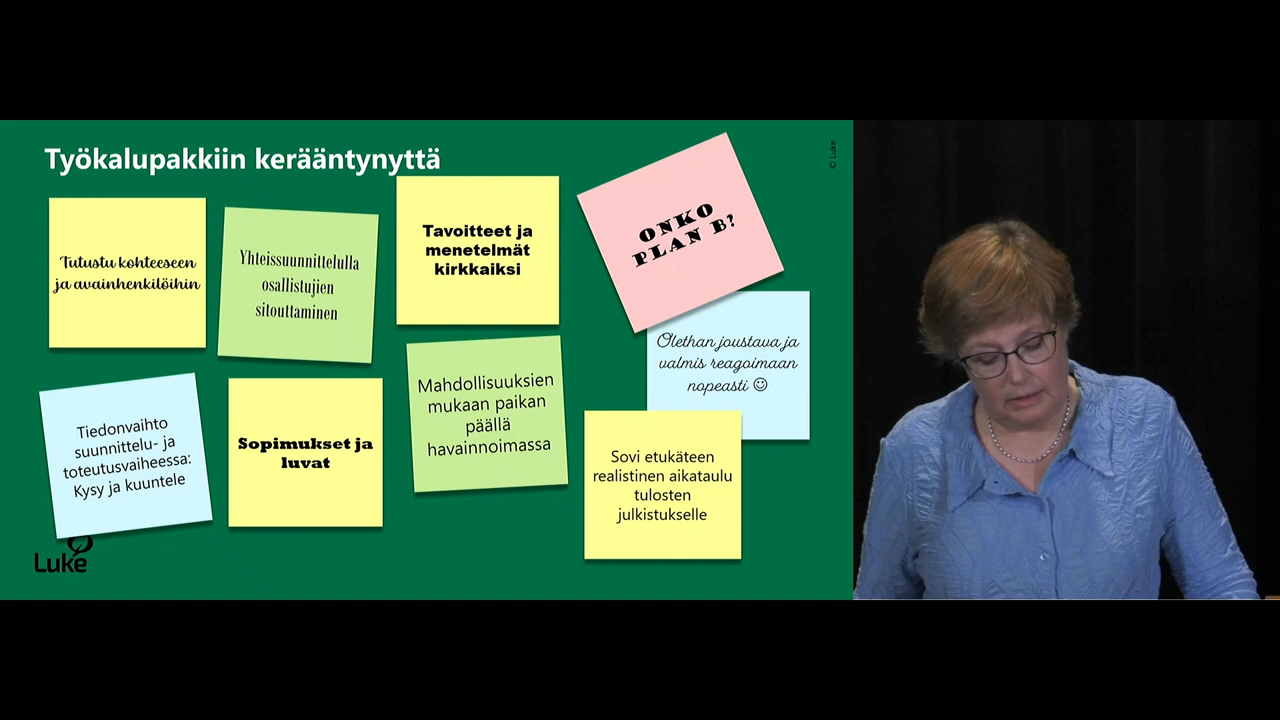 Työkalupakkiin kerääntynyttä
© Luke
Tutustu kohteeseen
ja avainhenkilöihin
Yhteissuunnittelulla
osallistujien
sitouttaminen
Tavoitteet ja
menetelmät
kirkkaiksi
ONKO
PLAN B?
Olethan joustava ja
valmis reagoimaan
nopeasti ☺
Tiedonvaihto
suunnittelu- ja
toteutusvaiheessa:
Kysy ja kuuntele
Sopimukset ja
luvat
Mahdollisuuksien
mukaan paikan
päällä
havainnoimassa
Sovi etukäteen
realistinen aikataulu
tulosten
julkistukselle
Luke